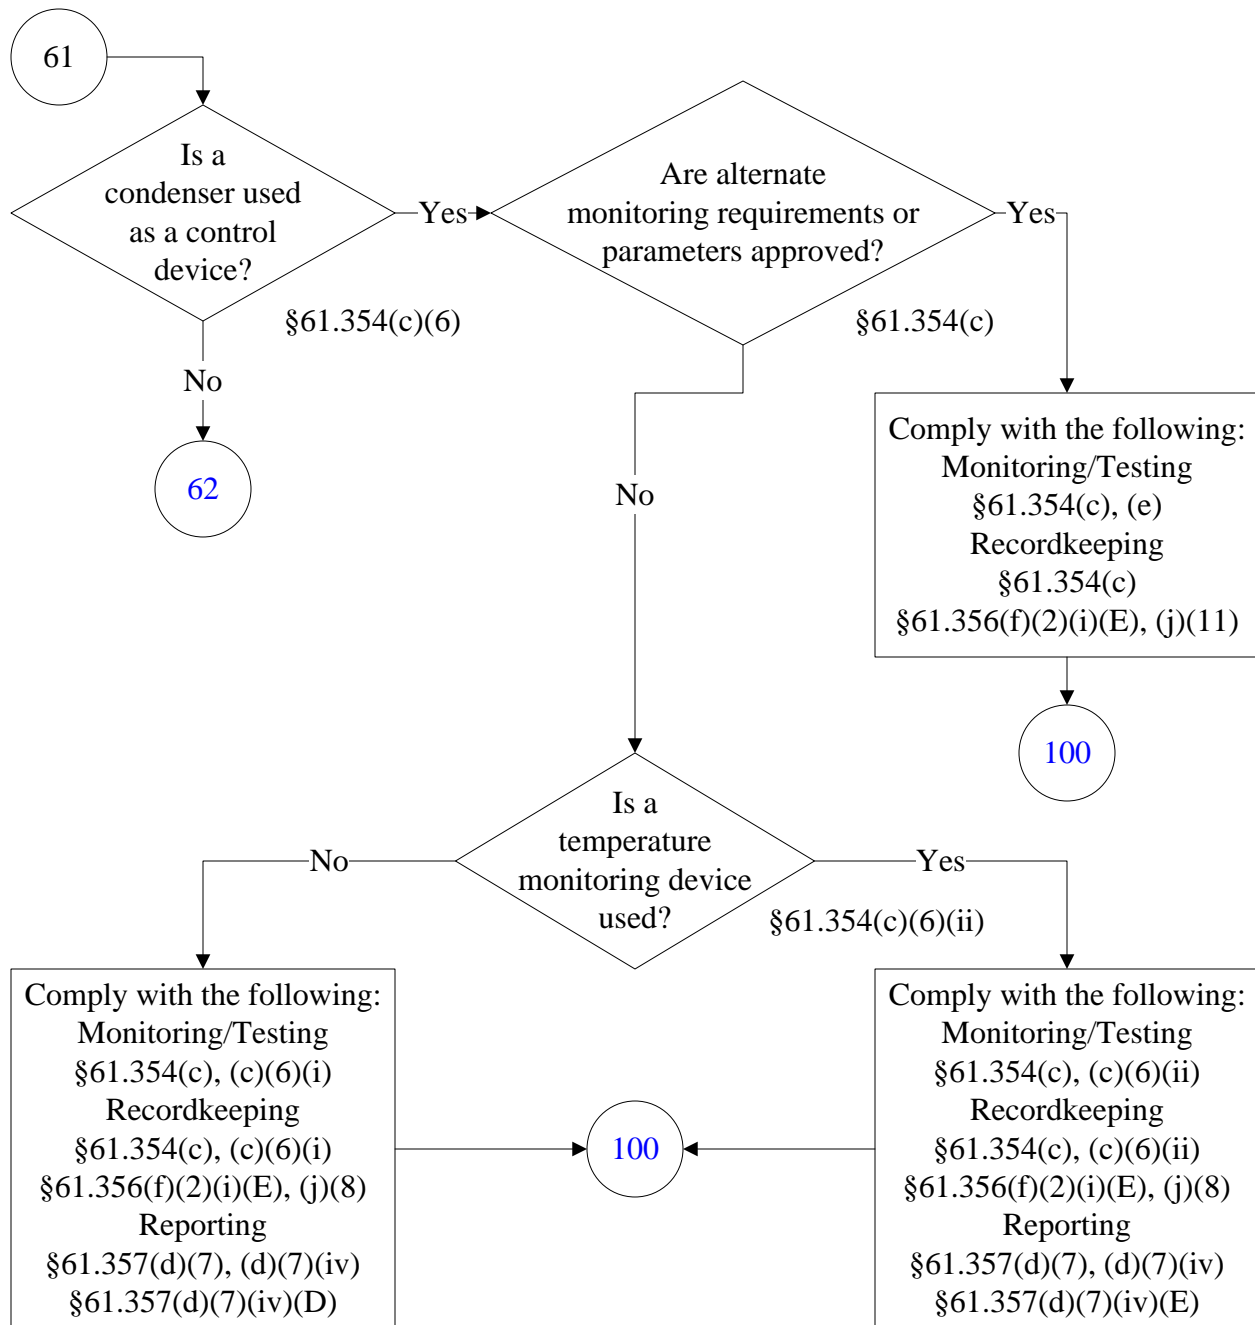 61
Is a
condenser used
as a control
device?
Yes
§61.354(c)(6)
No
62
Are alternate
monitoring requirements or
parameters approved?
Yes
§61.354(c)
No
Comply with the following:
Monitoring/Testing
§61.354(c), (e)
Recordkeeping
§61.354(c)
§61.356(f)(2)(i)(E), (j)(11)
100
Is a
temperature
monitoring device
used?
No
Yes
§61.354(c)(6)(ii)
Comply with the following:
Monitoring/Testing
§61.354(c), (c)(6)(i)
Recordkeeping
§61.354(c), (c)(6)(i)
§61.356(f)(2)(i)(E), (j)(8)
Reporting
§61.357(d)(7), (d)(7)(iv)
§61.357(d)(7)(iv)(D)
100
Comply with the following:
Monitoring/Testing
§61.354(c), (c)(6)(ii)
Recordkeeping
§61.354(c), (c)(6)(ii)
§61.356(f)(2)(i)(E), (j)(8)
Reporting
§61.357(d)(7), (d)(7)(iv)
§61.357(d)(7)(iv)(E)